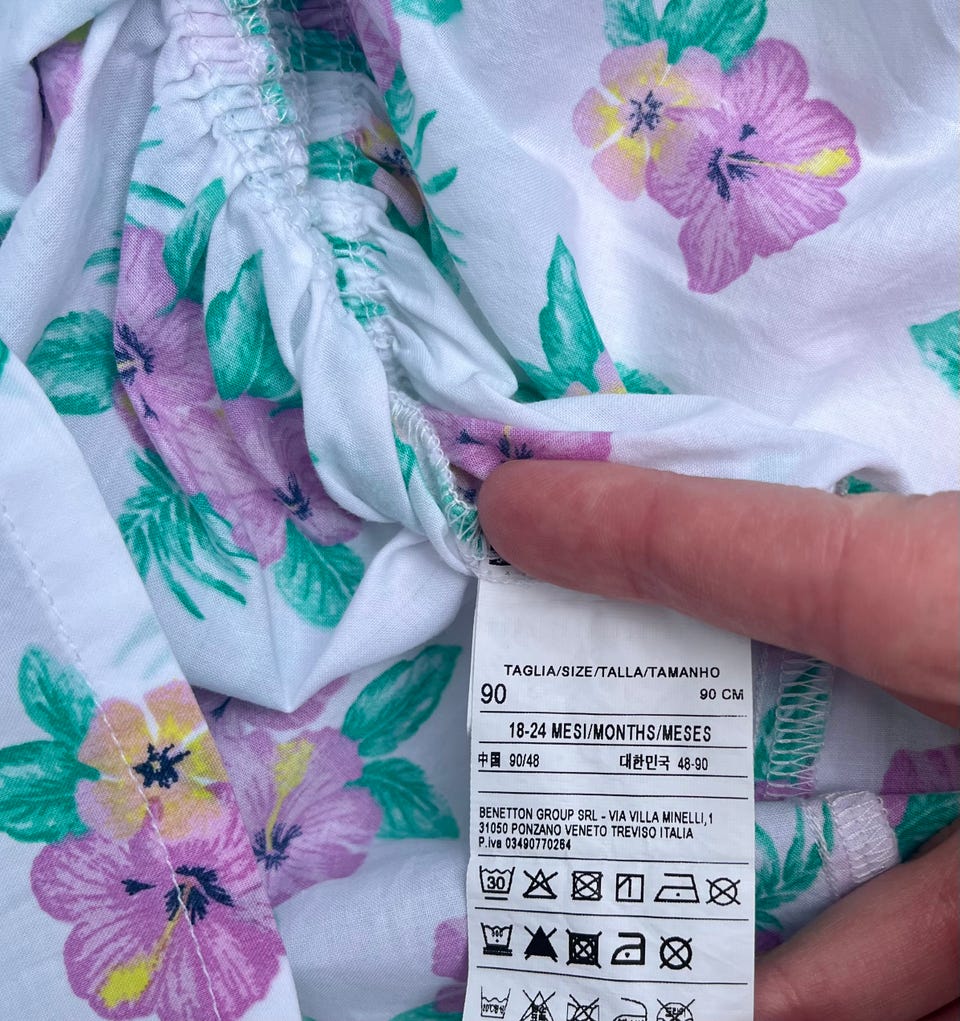 TAGLIA/SIZE/TALLA/TAMANHO
90 90 CM
18-24 MESI/MONTHS/MESES
中国 90/48 대한민국 48-90
BENETTON GROUP SRL - VIA VILLA MINELLI,1
31050 PONZANO VENETO TREVISO ITALIA
P.iva 03490770264
30